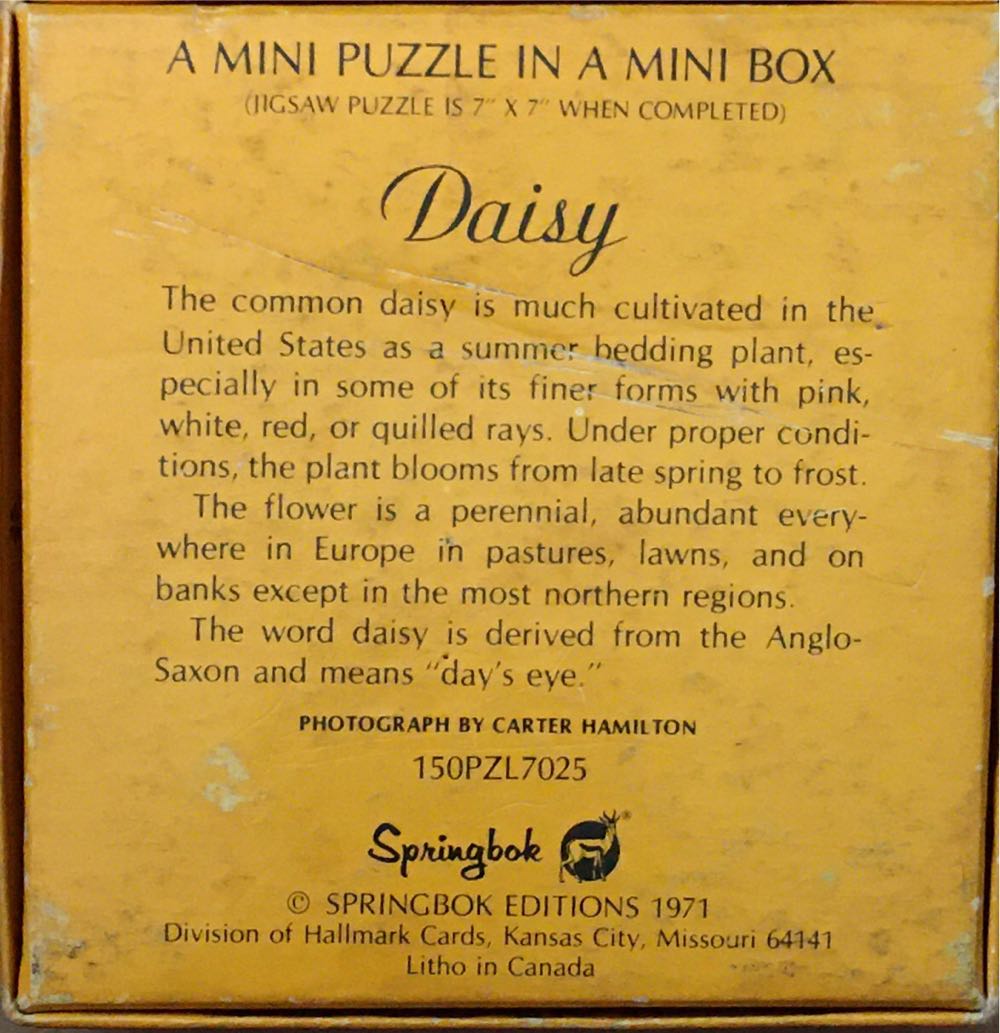 A MINI PUZZLE IN A MINI BOX
(JIGSAW PUZZLE IS 7" X 7" WHEN COMPLETED)
Daisy
The common daisy is much cultivated in the
United States as a summer bedding plant, es-
pecially in some of its finer forms with pink,
white, red, or quilled rays. Under proper condi-
tions, the plant blooms from late spring to frost.
The flower is a perennial, abundant every-
where in Europe in pastures, lawns, and on
banks except in the most northern regions.
The word daisy is derived from the Anglo-
Saxon and means “day's eye.”
PHOTOGRAPH BY CARTER HAMILTON
150PZL7025
Springbok ®
© SPRINGBOK EDITIONS 1971
Division of Hallmark Cards, Kansas City, Missouri 64141
Litho in Canada